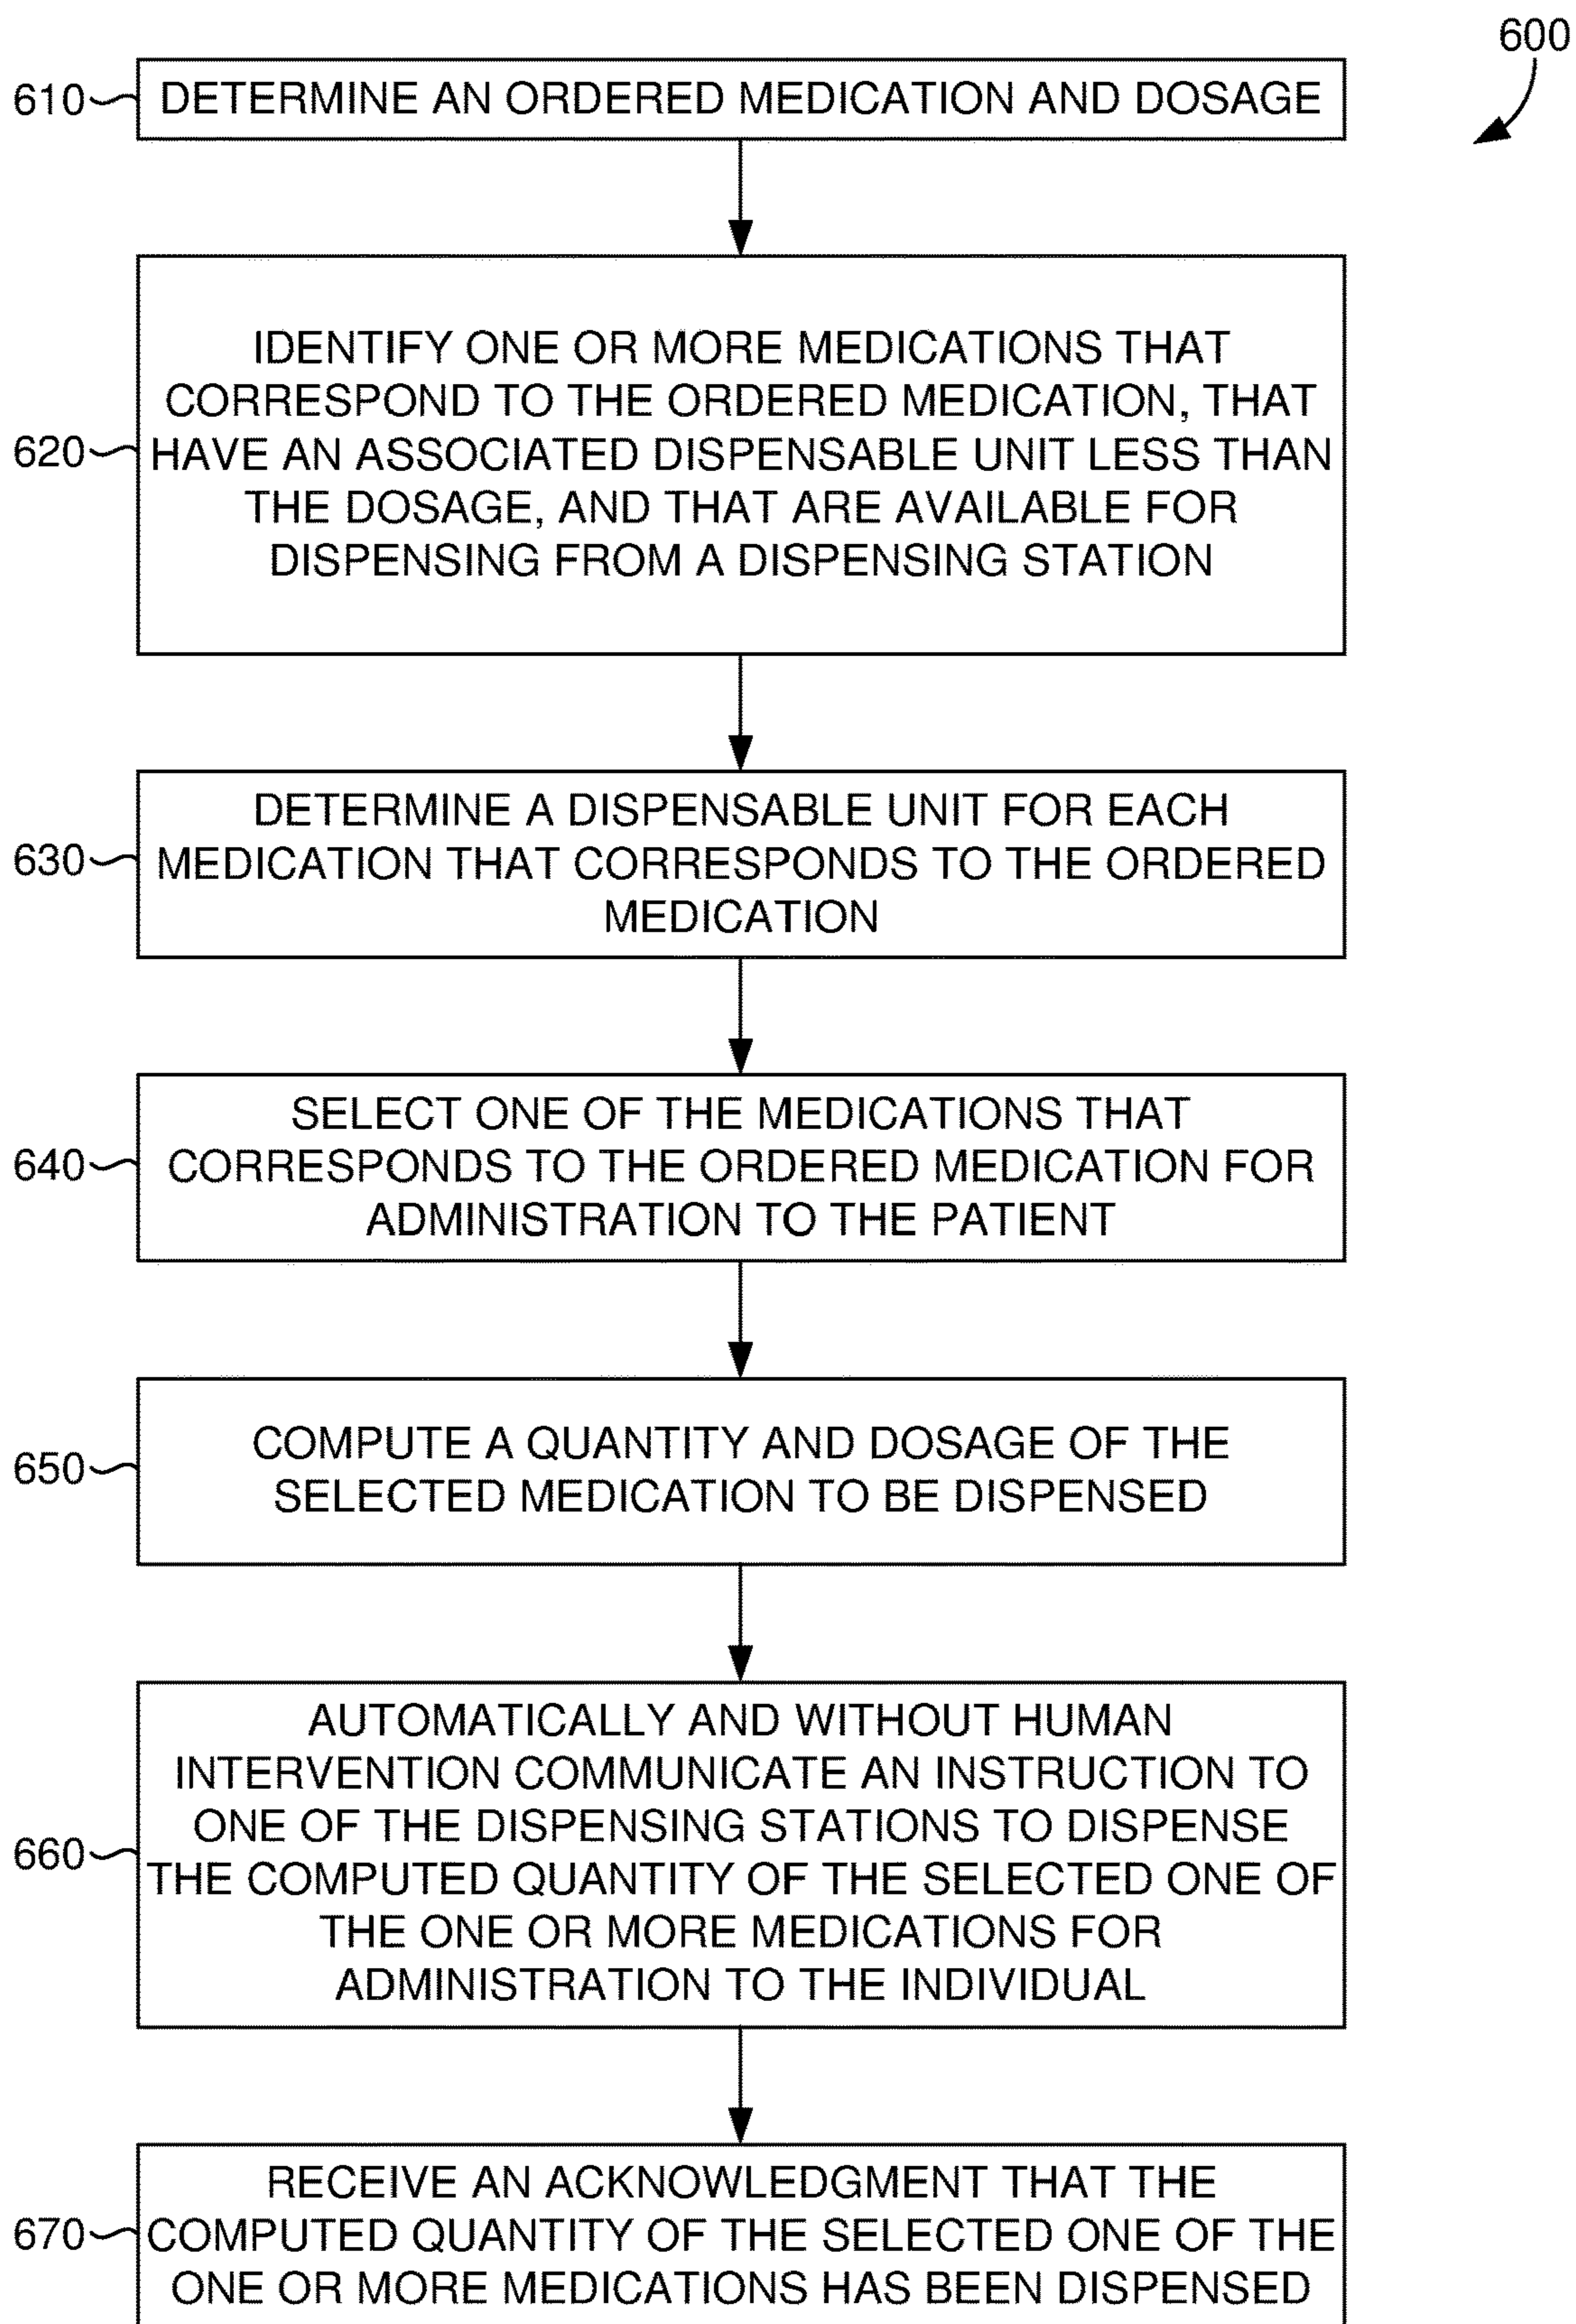 600
610 DETERMINE AN ORDERED MEDICATION AND DOSAGE
IDENTIFY ONE OR MORE MEDICATIONS THAT
CORRESPOND TO THE ORDERED MEDICATION, THAT
620 HAVE AN ASSOCIATED DISPENSABLE UNIT LESS THAN
THE DOSAGE, AND THAT ARE AVAILABLE FOR
DISPENSING FROM A DISPENSING STATION
DETERMINE A DISPENSABLE UNIT FOR EACH
630 MEDICATION THAT CORRESPONDS TO THE ORDERED
MEDICATION
SELECT ONE OF THE MEDICATIONS THAT
640 CORRESPONDS TO THE ORDERED MEDICATION FOR
ADMINISTRATION TO THE PATIENT
COMPUTE A QUANTITY AND DOSAGE OF THE
650
SELECTED MEDICATION TO BE DISPENSED
AUTOMATICALLY AND WITHOUT HUMAN
INTERVENTION COMMUNICATE AN INSTRUCTION TO
ONE OF THE DISPENSING STATIONS TO DISPENSE
660
THE COMPUTED QUANTITY OF THE SELECTED ONE OF
THE ONE OR MORE MEDICATIONS FOR
ADMINISTRATION TO THE INDIVIDUAL
RECEIVE AN ACKNOWLEDGMENT THAT THE
670 COMPUTED QUANTITY OF THE SELECTED ONE OF THE
ONE OR MORE MEDICATIONS HAS BEEN DISPENSED